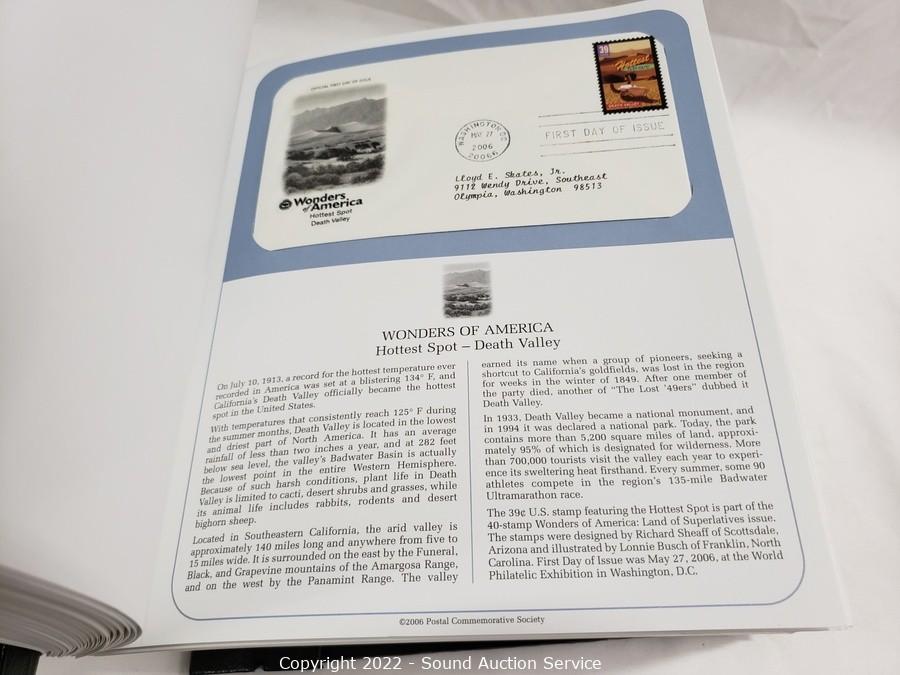 OFFICIAL FIRST DAY OF ISSUE
Wonders
of America
Hottest Spot
Death Valley
WASHINGTON DC
MAY 27
2006
20066
39
Hottest
DEATH VALLEY
FIRST DAY OF ISSUE
Lloyd E. Skates, Jr.
9112 Wendy Drive, Southeast
Olympia, Washington 98513
WONDERS OF AMERICA
Hottest Spot – Death Valley
On July 10, 1913, a record for the hottest temperature ever
recorded in America was set at a blistering 134° F, and
California's Death Valley officially became the hottest
spot in the United States.
With temperatures that consistently reach 125° F during
the summer months, Death Valley is located in the lowest
and driest part of North America. It has an average
rainfall of less than two inches a year, and at 282 feet
below sea level, the valley's Badwater Basin is actually
the lowest point in the entire Western Hemisphere.
Because of such harsh conditions, plant life in Death
Valley is limited to cacti, desert shrubs and grasses, while
its animal life includes rabbits, rodents and desert
bighorn sheep.
Located in Southeastern California, the arid valley is
approximately 140 miles long and anywhere from five to
15 miles wide. It is surrounded on the east by the Funeral,
Black, and Grapevine mountains of the Amargosa Range,
and on the west by the Panamint Range. The valley
earned its name when a group of pioneers, seeking a
shortcut to California's goldfields, was lost in the region
for weeks in the winter of 1849. After one member of
the party died, another of "The Lost '49ers" dubbed it
Death Valley.
In 1933, Death Valley became a national monument, and
in 1994 it was declared a national park. Today, the park
contains more than 5,200 square miles of land, approxi-
mately 95% of which is designated for wilderness. More
than 700,000 tourists visit the valley each year to experi-
ence its sweltering heat firsthand. Every summer, some 90
athletes compete in the region's 135-mile Badwater
Ultramarathon race.
The 39¢ U.S. stamp featuring the Hottest Spot is part of the
40-stamp Wonders of America: Land of Superlatives issue.
The stamps were designed by Richard Sheaff of Scottsdale,
Arizona and illustrated by Lonnie Busch of Franklin, North
Carolina. First Day of Issue was May 27, 2006, at the World
Philatelic Exhibition in Washington, D.C.
©2006 Postal Commemorative Society
Copyright 2022 - Sound Auction Service